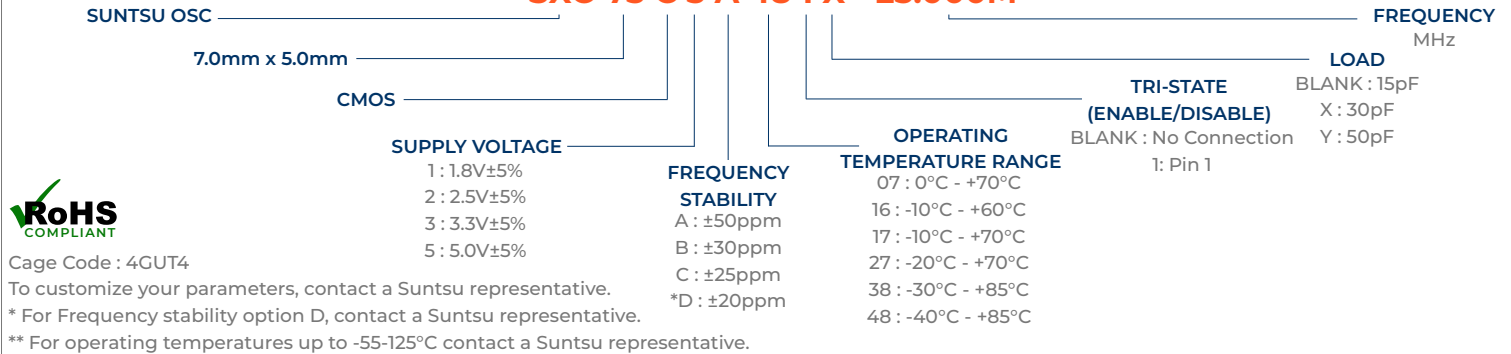 SUNTSU OSC
FREQUENCY
MHz
7.0mm x 5.0mm
LOAD
BLANK : 15pF
X : 30pF
Y : 50pF
CMOS
TRI-STATE
(ENABLE/DISABLE)
BLANK : No Connection
1: Pin 1
SUPPLY VOLTAGE
1 : 1.8V±5%
2 : 2.5V±5%
3 : 3.3V±5%
5 : 5.0V±5%
FREQUENCY
STABILITY
A : ±50ppm
B : ±30ppm
C : ±25ppm
*D : ±20ppm
OPERATING
TEMPERATURE RANGE
07 : 0°C - +70°C
16 : -10°C - +60°C
17 : -10°C - +70°C
27 : -20°C - +70°C
38 : -30°C - +85°C
48 : -40°C - +85°C
RoHS
COMPLIANT
Cage Code : 4GUT4
To customize your parameters, contact a Suntsu representative.
* For Frequency stability option D, contact a Suntsu representative.
** For operating temperatures up to -55-125°C contact a Suntsu representative.